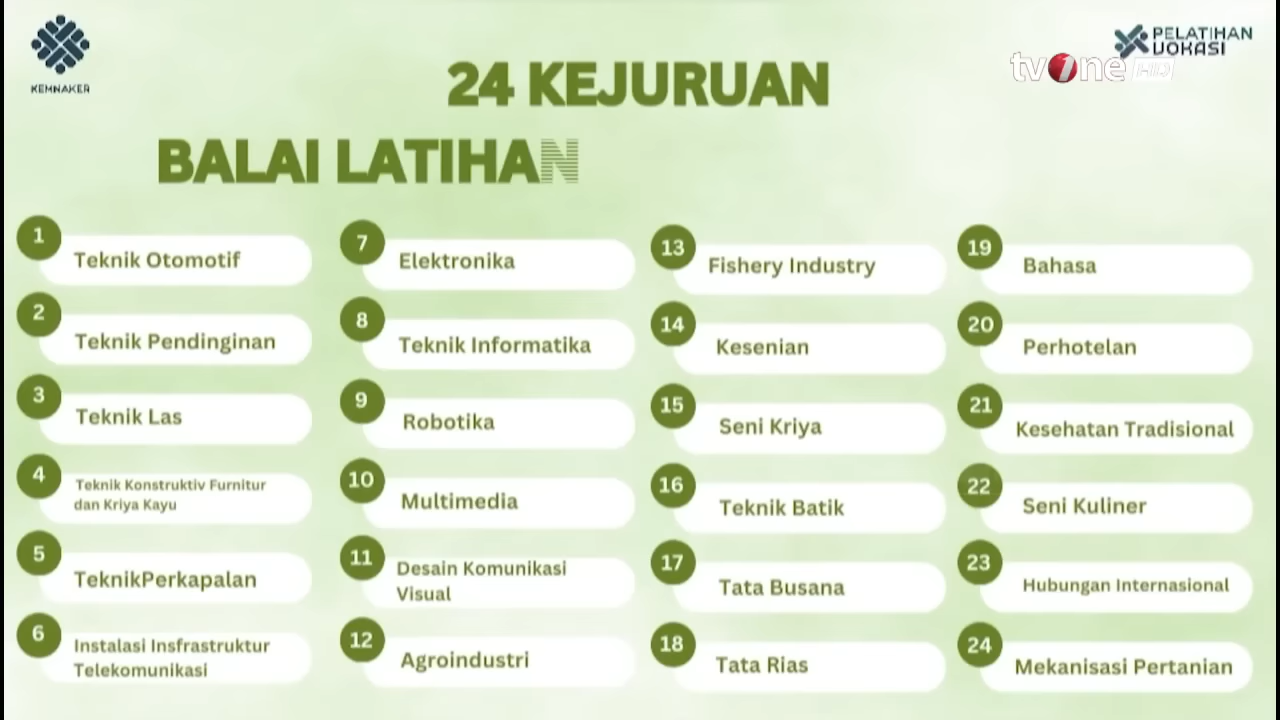 KEMNAKER
PELATIHAN
VOKASI
tvOne HD
24 KEJURUAN
BALAI LATIHAN
1
Teknik Otomotif
2
Teknik Pendinginan
3
Teknik Las
4
Teknik Konstruktiv Furnitur
dan Kriya Kayu
5
TeknikPerkapalan
6
Instalasi Insfrastruktur
Telekomunikasi
7
Elektronika
8
Teknik Informatika
9
Robotika
10
Multimedia
11
Desain Komunikasi
Visual
12
Agroindustri
13
Fishery Industry
14
Kesenian
15
Seni Kriya
16
Teknik Batik
17
Tata Busana
18
Tata Rias
19
Bahasa
20
Perhotelan
21
Kesehatan Tradisional
22
Seni Kuliner
23
Hubungan Internasional
24
Mekanisasi Pertanian